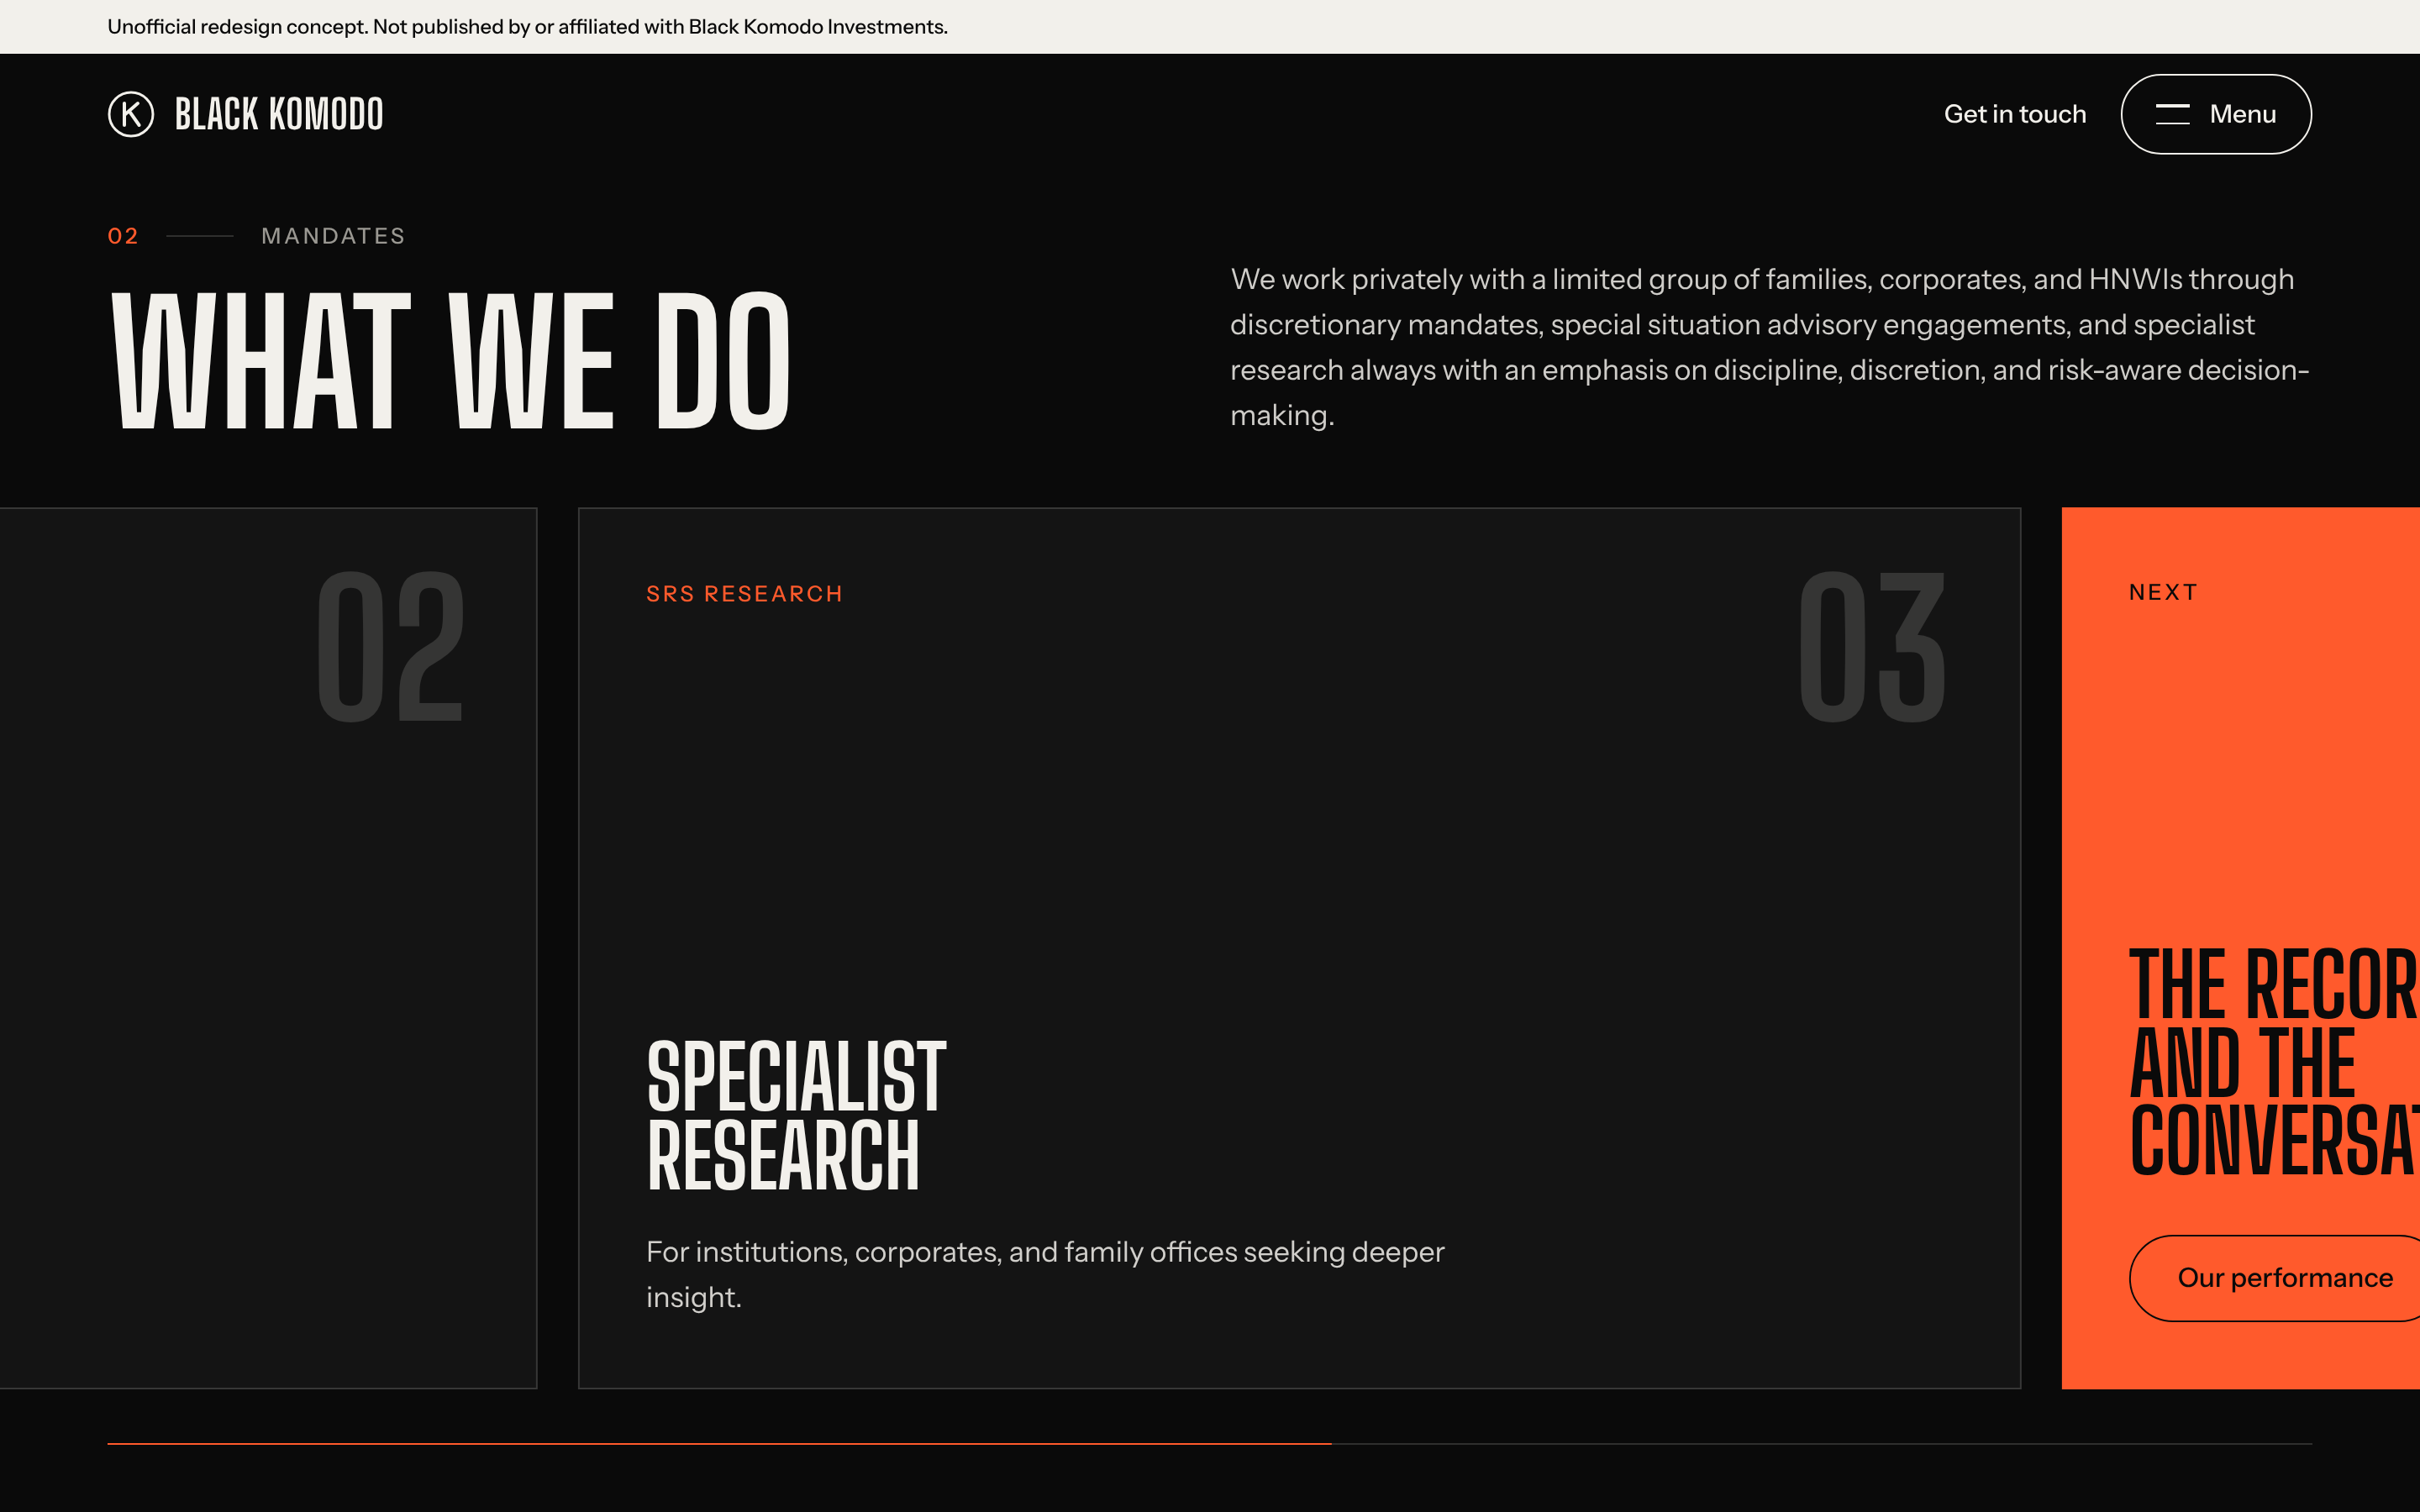 Unofficial redesign concept. Not published by or affiliated with Black Komodo Investments.
K BLACK KOMODO
Get in touch
Menu
02 MANDATES
WHAT WE DO
We work privately with a limited group of families, corporates, and HNWIs through
discretionary mandates, special situation advisory engagements, and specialist
research always with an emphasis on discipline, discretion, and risk-aware decision-
making.
02
SRS RESEARCH
03
SPECIALIST
RESEARCH
For institutions, corporates, and family offices seeking deeper
insight.
NEXT
THE
AND THE
Our performance